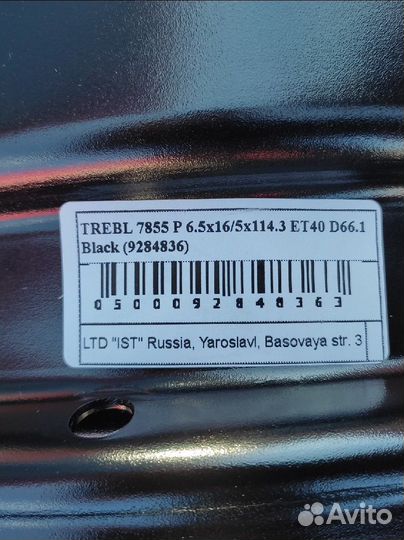 TREBL 7855 P 6.5x16/5x114.3 ET40 D66.1
Black (9284836)
0500092848363
LTD "IST" Russia, Yaroslavl, Basovaya str. 3
Avito